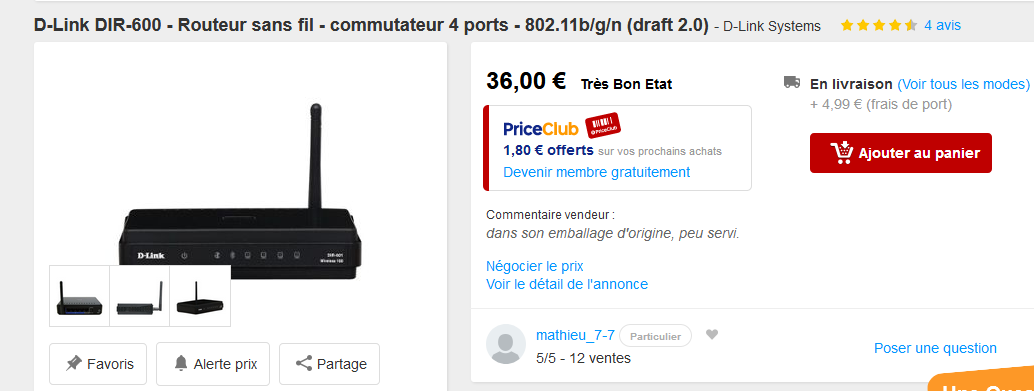 D-Link DIR-600 - Routeur sans fil - commutateur 4 ports - 802.11b/g/n (draft 2.0) - D-Link Systems 4 avis
D-Link
DIR-601
Wireless 150
Favoris
Alerte prix
Partage
36,00 € Très Bon Etat
PriceClub
PriceClub
1,80 € offerts sur vos prochains achats
Devenir membre gratuitement
Commentaire vendeur :
dans son emballage d'origine, peu servi.
Négocier le prix
Voir le détail de l'annonce
En livraison (Voir tous les modes)
+ 4,99 € (frais de port)
Ajouter au panier
mathieu_7-7 Particulier
5/5 - 12 ventes
Poser une question